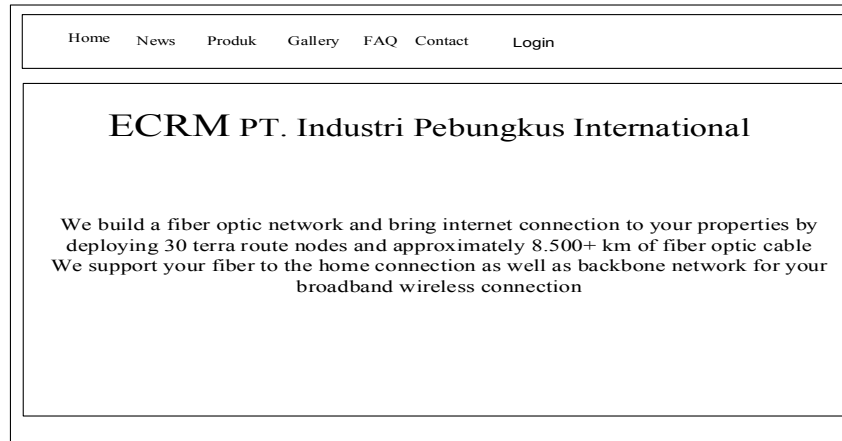 Home News Produk Gallery FAQ Contact Login
ECRM PT. Industri Pebungkus International
We build a fiber optic network and bring internet connection to your properties by
deploying 30 terra route nodes and approximately 8.500+ km of fiber optic cable
We support your fiber to the home connection as well as backbone network for your
broadband wireless connection